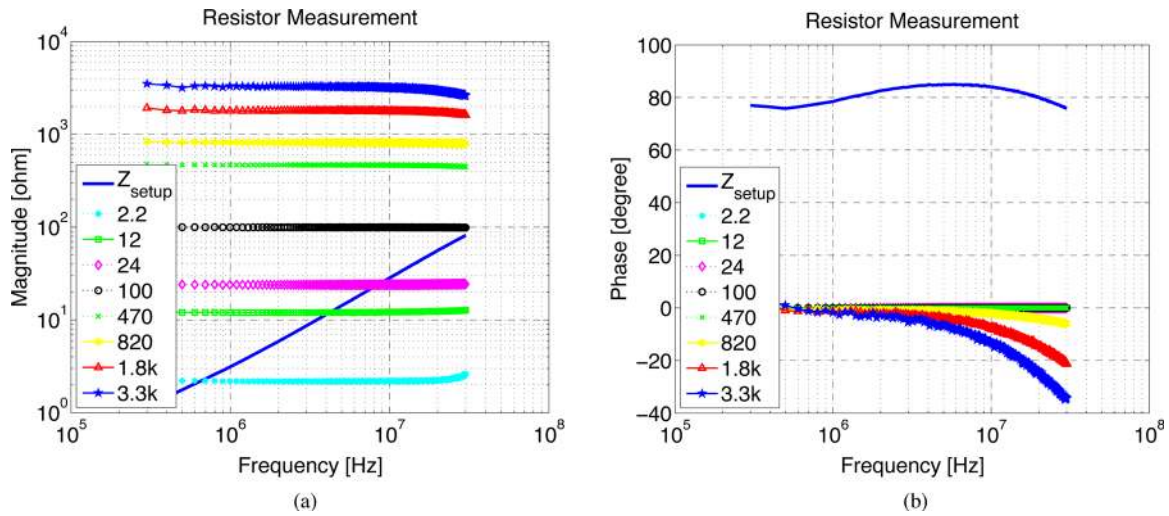 Resistor Measurement
Magnitude [ohm]
10^4
10^3
10^2
10^1
10^0
Z_setup
2.2
12
24
100
470
820
1.8k
3.3k
10^5 10^6 10^7 10^8
Frequency [Hz]
(a)
Resistor Measurement
Phase [degree]
100
80
60
40
20
0
−20
−40
Z_setup
2.2
12
24
100
470
820
1.8k
3.3k
10^5 10^6 10^7 10^8
Frequency [Hz]
(b)